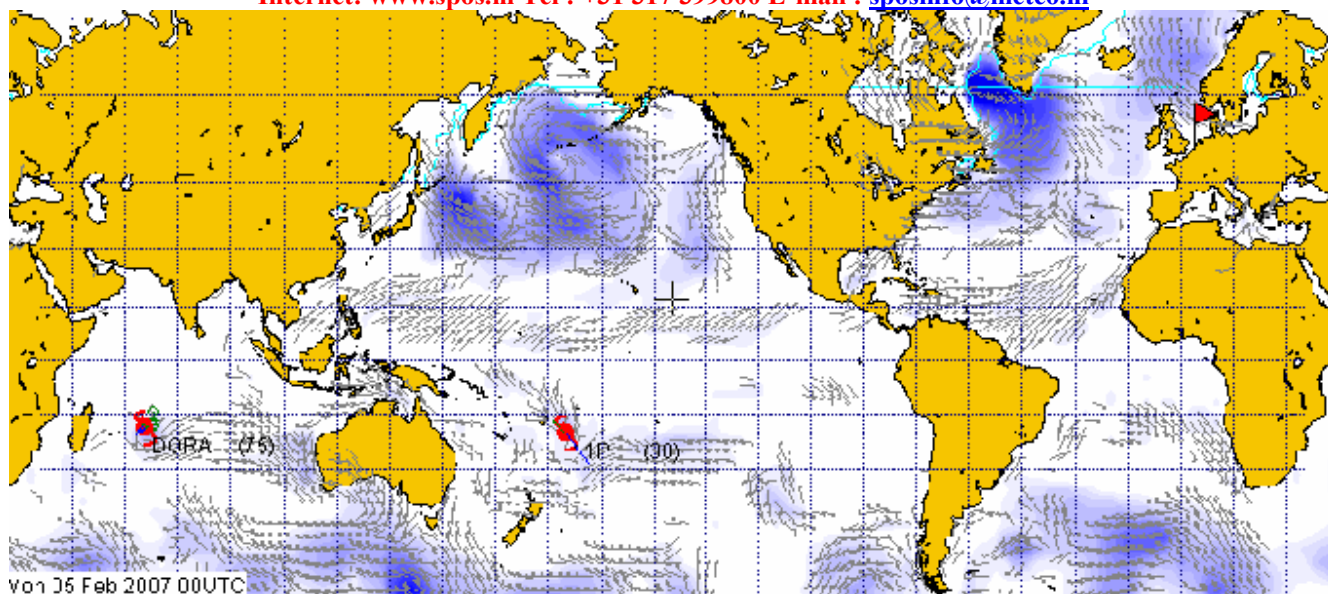 Internet: www.spos.nl Tel : +31 317 399800 E-mail : sposinfo@meteo.nl
DORA (75)
(30)
Mon 05 Feb 2007 00UTC